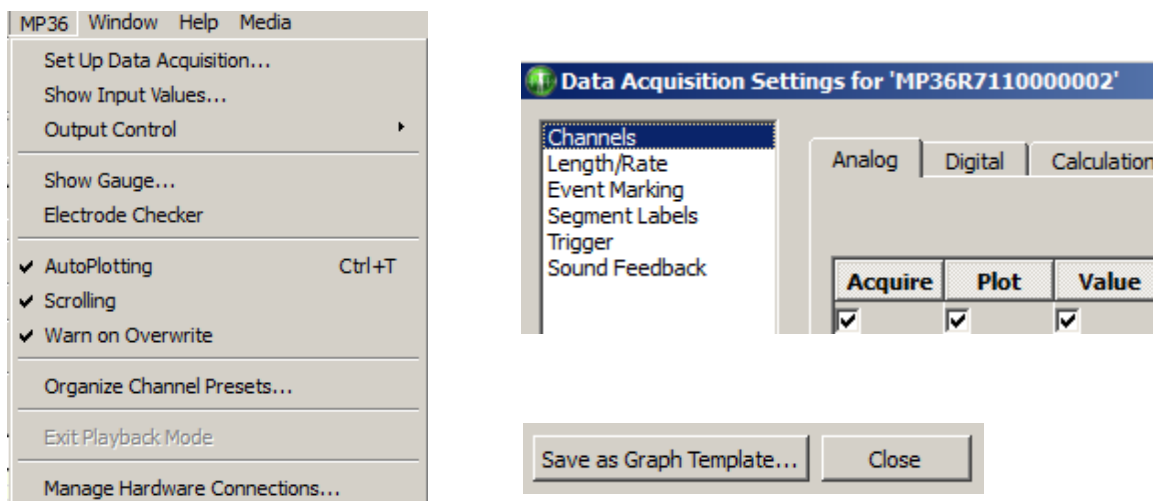 MP36 Window Help Media
Set Up Data Acquisition...
Show Input Values...
Output Control
Show Gauge...
Electrode Checker
AutoPlotting Ctrl+T
Scrolling
Warn on Overwrite
Organize Channel Presets...
Exit Playback Mode
Manage Hardware Connections...
Data Acquisition Settings for 'MP36R7110000002'
Channels
Length/Rate
Event Marking
Segment Labels
Trigger
Sound Feedback
Analog Digital Calculation
Acquire Plot Value
Save as Graph Template... Close